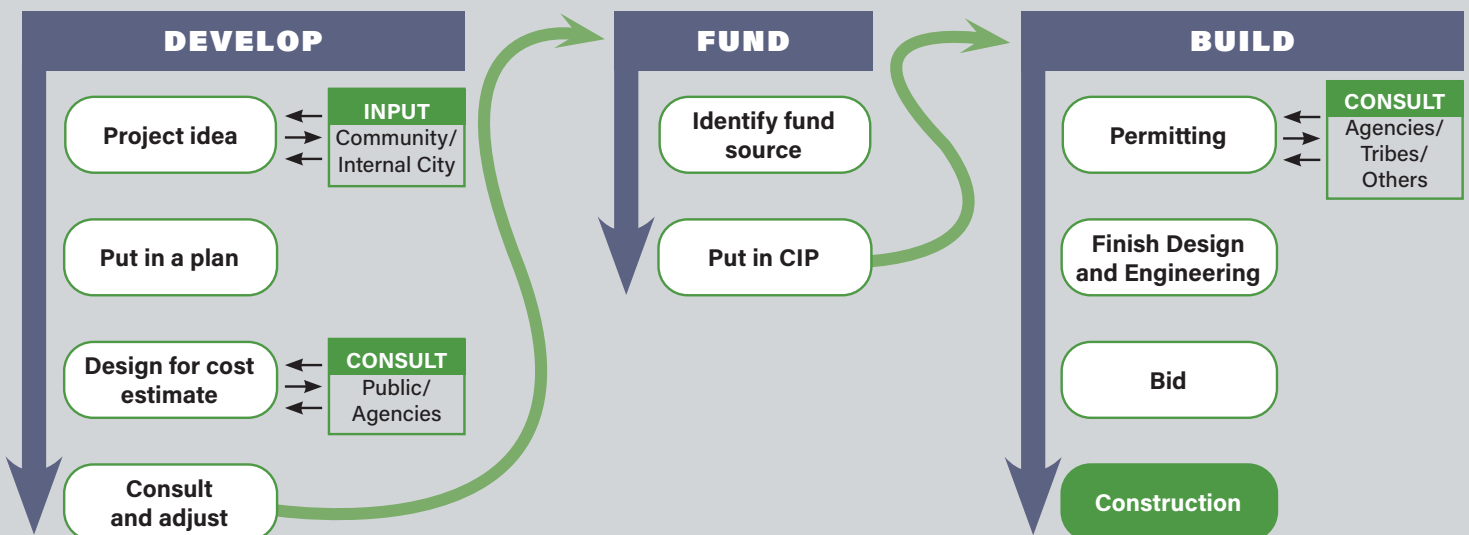 DEVELOP
Project idea
INPUT
Community/
Internal City
Put in a plan
Design for cost
estimate
CONSULT
Public/
Agencies
Consult
and adjust
FUND
Identify fund
source
Put in CIP
BUILD
Permitting
CONSULT
Agencies/
Tribes/
Others
Finish Design
and Engineering
Bid
Construction